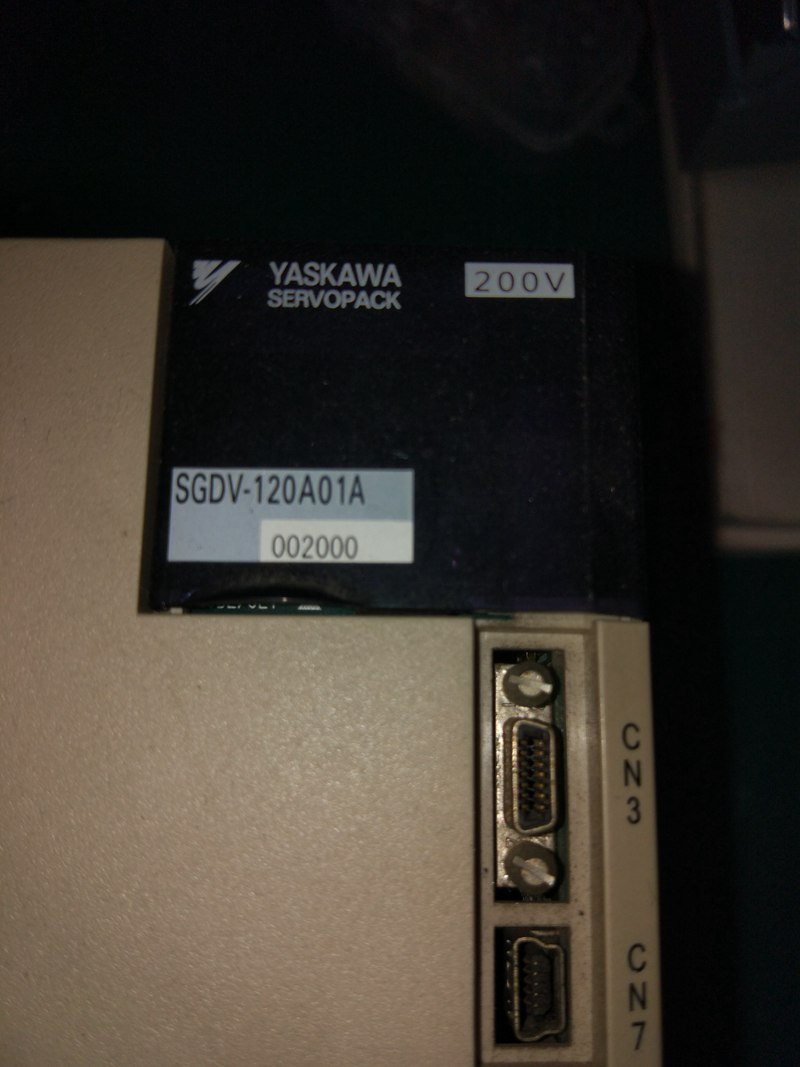 YASKAWA
SERVOPACK
200V
SGDV-120A01A
002000
CN3
CN7